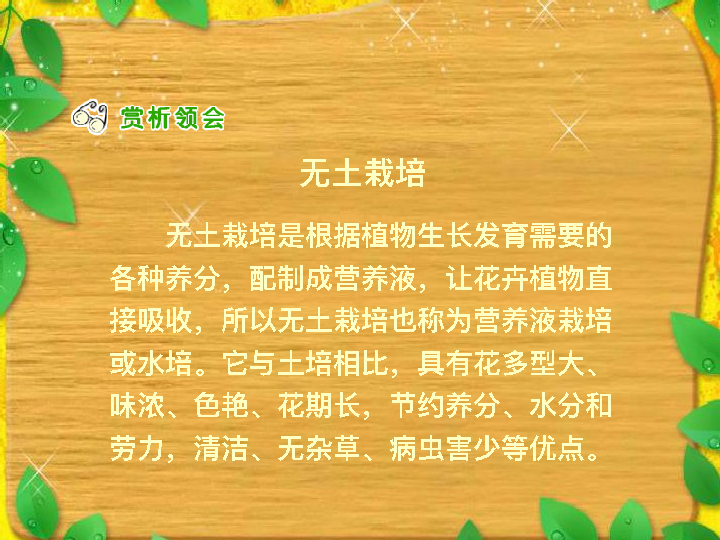 赏析领会
无土栽培
无土栽培是根据植物生长发育需要的
各种养分，配制成营养液，让花卉植物直
接吸收，所以无土栽培也称为营养液栽培
或水培。它与土培相比，具有花多型大、
味浓、色艳、花期长，节约养分、水分和
劳力，清洁、无杂草、病虫害少等优点。